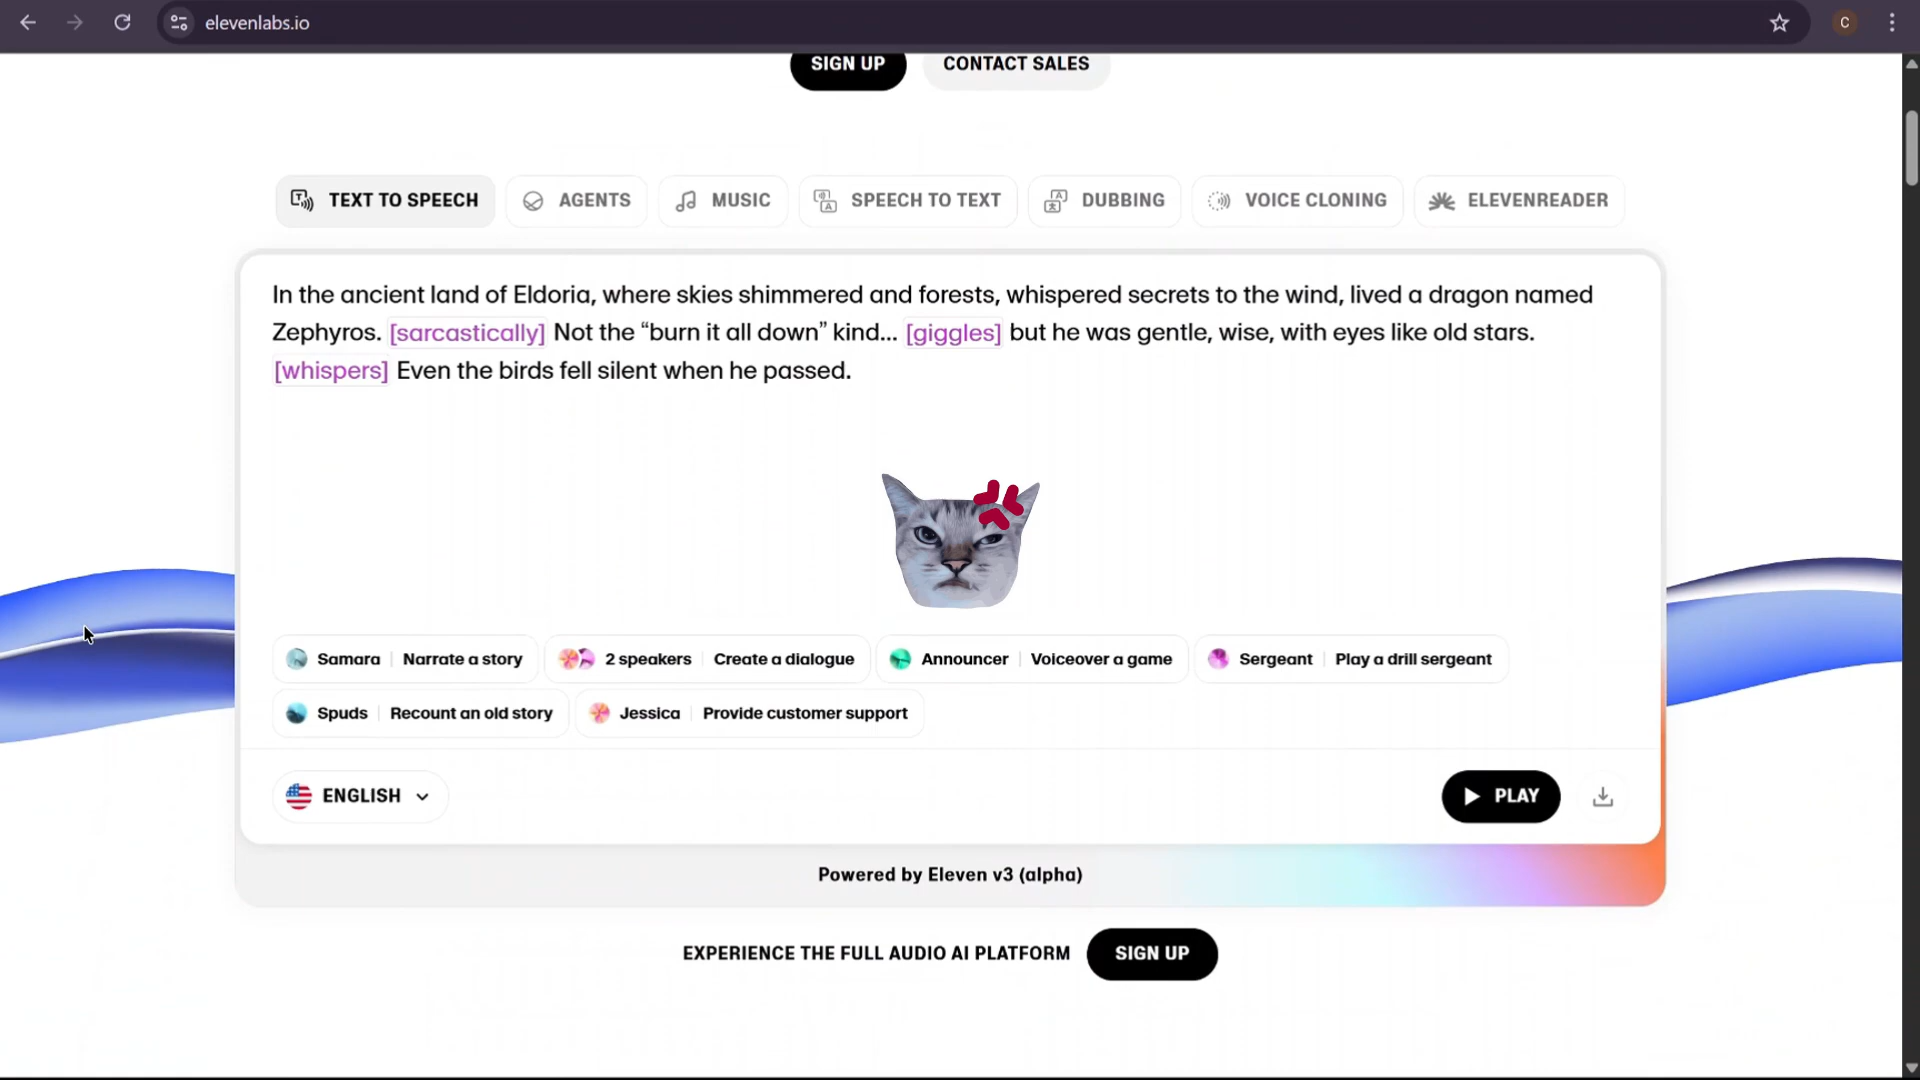 elevenlabs.io
C
SIGN UP CONTACT SALES
TEXT TO SPEECH AGENTS MUSIC SPEECH TO TEXT DUBBING VOICE CLONING ELEVENREADER
In the ancient land of Eldoria, where skies shimmered and forests, whispered secrets to the wind, lived a dragon named
Zephyros. [sarcastically] Not the “burn it all down” kind... [giggles] but he was gentle, wise, with eyes like old stars.
[whispers] Even the birds fell silent when he passed.
Samara Narrate a story 2 speakers Create a dialogue Announcer Voiceover a game Sergeant Play a drill sergeant
Spuds Recount an old story Jessica Provide customer support
ENGLISH PLAY
Powered by Eleven v3 (alpha)
EXPERIENCE THE FULL AUDIO AI PLATFORM SIGN UP